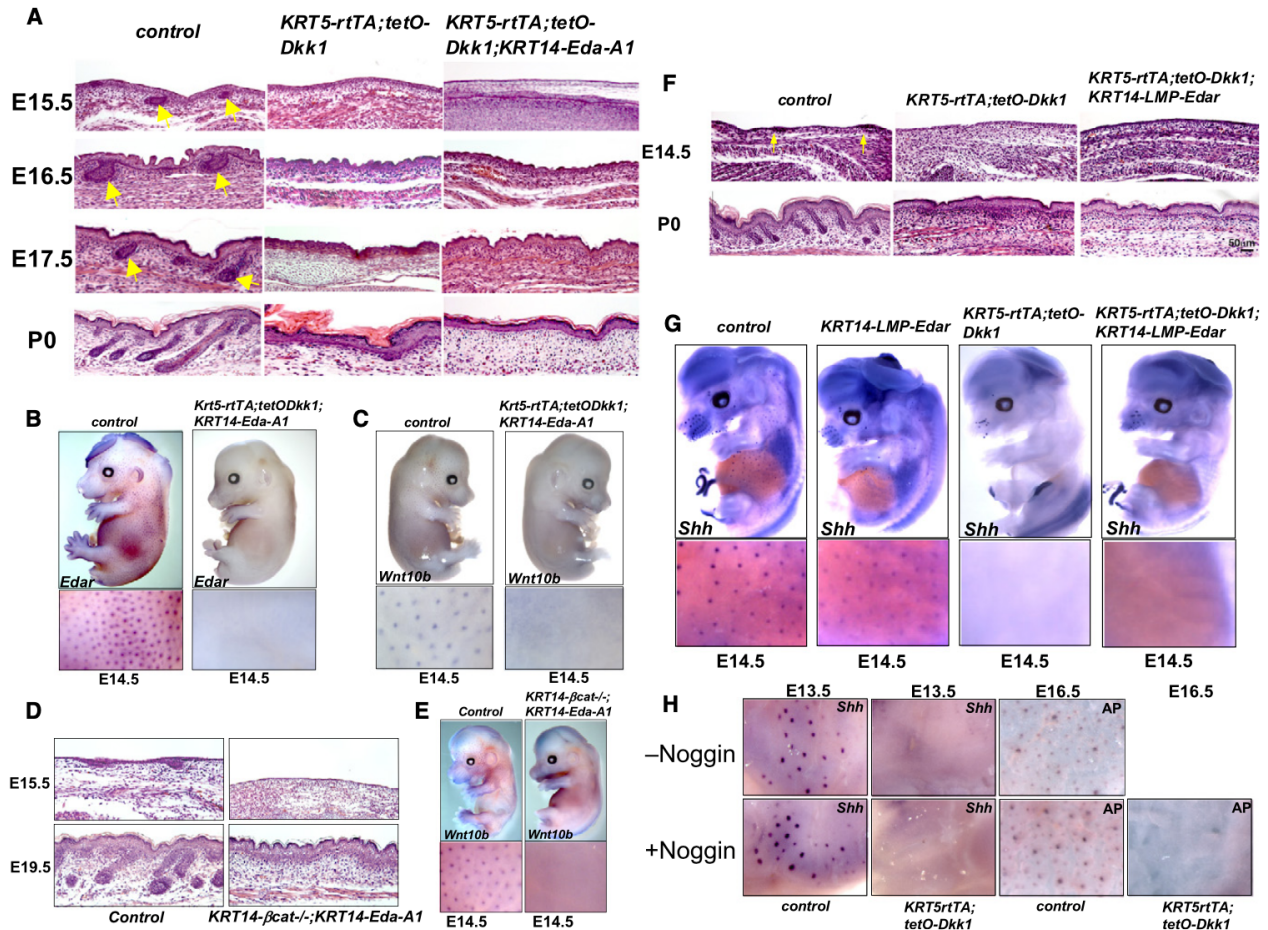 A
control
KRT5-rtTA;tetO-
Dkk1
KRT5-rtTA;tetO-
Dkk1;KRT14-Eda-A1
E15.5
E16.5
E17.5
P0
B
control
Krt5-rtTA;tetODkk1;
KRT14-Eda-A1
Edar
Edar
E14.5
E14.5
C
control
Krt5-rtTA;tetODkk1;
KRT14-Eda-A1
Wnt10b
Wnt10b
E14.5
E14.5
D
E15.5
E19.5
Control
KRT14-βcat-/-;KRT14-Eda-A1
E
Control
KRT14-βcat-/-;
KRT14-Eda-A1
Wnt10b
Wnt10b
E14.5
E14.5
F
control
KRT5-rtTA;tetO-Dkk1
KRT5-rtTA;tetO-Dkk1;
KRT14-LMP-Edar
E14.5
P0
50μm
G
control
KRT14-LMP-Edar
KRT5-rtTA;tetO-
Dkk1
KRT5-rtTA;tetO-Dkk1;
KRT14-LMP-Edar
Shh
Shh
Shh
Shh
E14.5
E14.5
E14.5
E14.5
H
E13.5
E13.5
E16.5
E16.5
–Noggin
Shh
Shh
AP
+Noggin
Shh
Shh
AP
AP
control
KRT5rtTA;
tetO-Dkk1
control
KRT5rtTA;
tetO-Dkk1